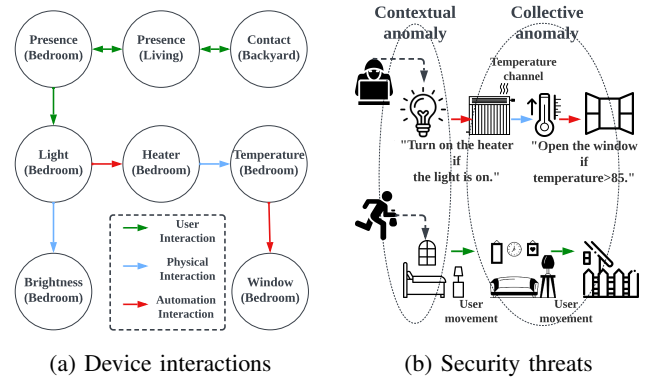 Presence
(Bedroom)
Presence
(Living)
Contact
(Backyard)
Light
(Bedroom)
Heater
(Bedroom)
Temperature
(Bedroom)
Brightness
(Bedroom)
Window
(Bedroom)
User
Interaction
Physical
Interaction
Automation
Interaction
(a) Device interactions
Contextual
anomaly
Collective
anomaly
Temperature
channel
"Turn on the heater
if
the light is on."
"Open the window
if
temperature>85."
User
movement
User
movement
(b) Security threats